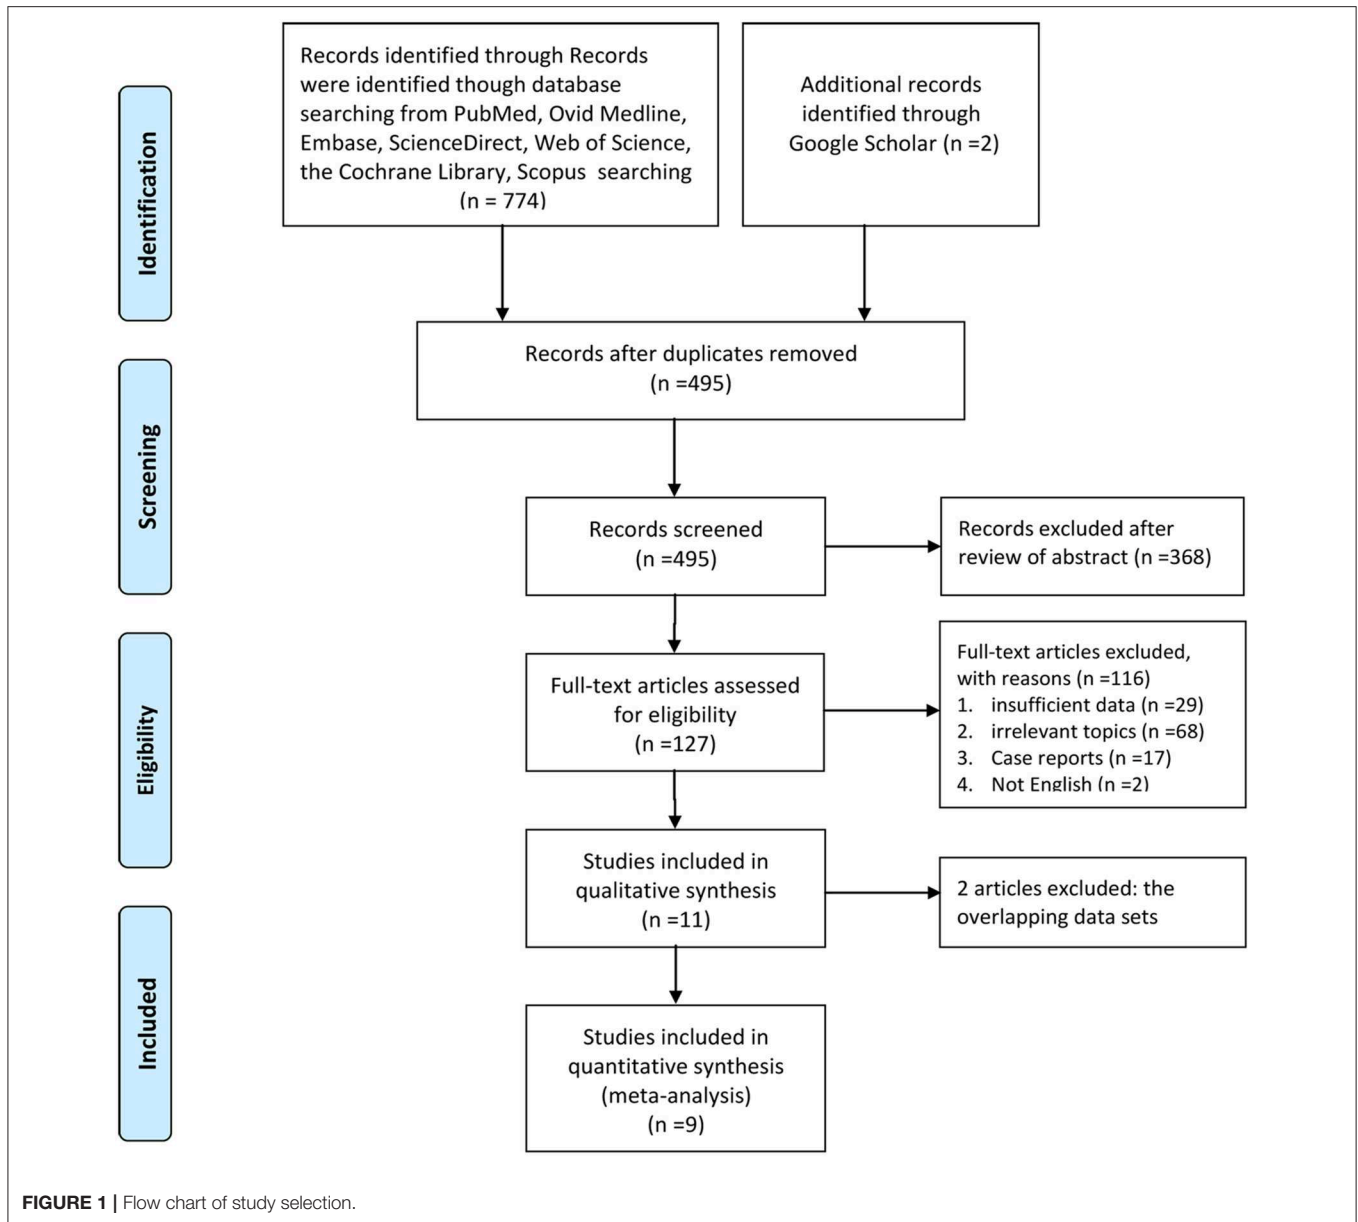 Records identified through Records
were identified though database
searching from PubMed, Ovid Medline,
Embase, ScienceDirect, Web of Science,
the Cochrane Library, Scopus searching
(n = 774)
Additional records
identified through
Google Scholar (n =2)
Identification
Records after duplicates removed
(n =495)
Screening
Records screened
(n =495)
Records excluded after
review of abstract (n =368)
Eligibility
Full-text articles assessed
for eligibility
(n =127)
Full-text articles excluded,
with reasons (n =116)
1. insufficient data (n =29)
2. irrelevant topics (n =68)
3. Case reports (n =17)
4. Not English (n =2)
Studies included in
qualitative synthesis
(n =11)
2 articles excluded: the
overlapping data sets
Included
Studies included in
quantitative synthesis
(meta-analysis)
(n =9)
FIGURE 1 | Flow chart of study selection.